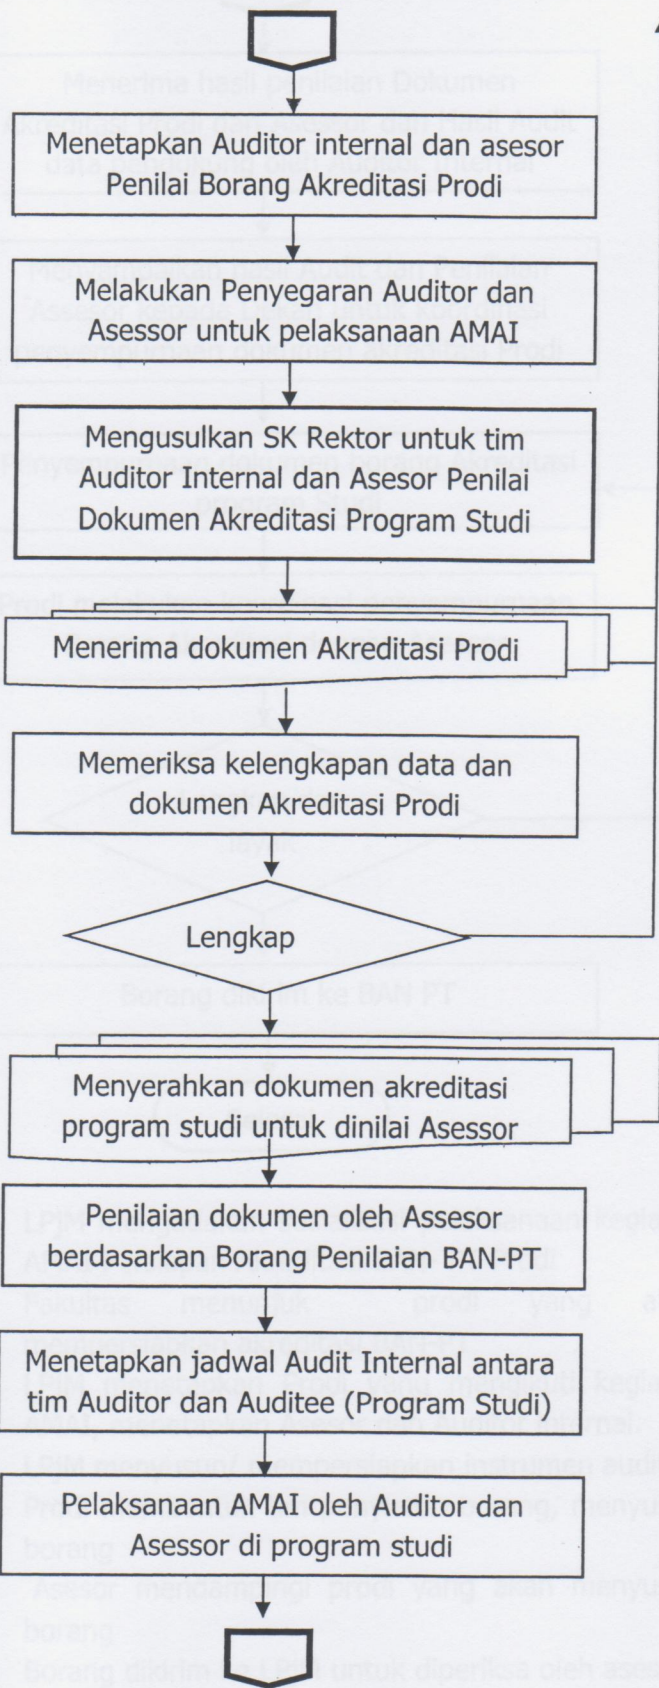 Menetapkan Auditor internal dan asesor
Penilai Borang Akreditasi Prodi
Melakukan Penyegaran Auditor dan
Asessor untuk pelaksanaan AMAI
Mengusulkan SK Rektor untuk tim
Auditor Internal dan Asesor Penilai
Dokumen Akreditasi Program Studi
Menerima dokumen Akreditasi Prodi
Memeriksa kelengkapan data dan
dokumen Akreditasi Prodi
Lengkap
Menyerahkan dokumen akreditasi
program studi untuk dinilai Asessor
Penilaian dokumen oleh Assesor
berdasarkan Borang Penilaian BAN-PT
Menetapkan jadwal Audit Internal antara
tim Auditor dan Auditee (Program Studi)
Pelaksanaan AMAI oleh Auditor dan
Asessor di program studi